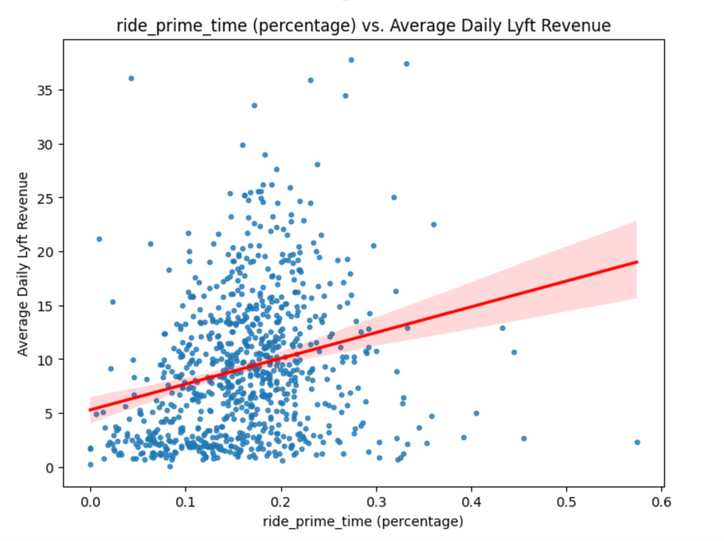 ride_prime_time (percentage) vs. Average Daily Lyft Revenue
Average Daily Lyft Revenue
35
30
25
20
15
10
5
0
0.0 0.1 0.2 0.3 0.4 0.5 0.6
ride_prime_time (percentage)